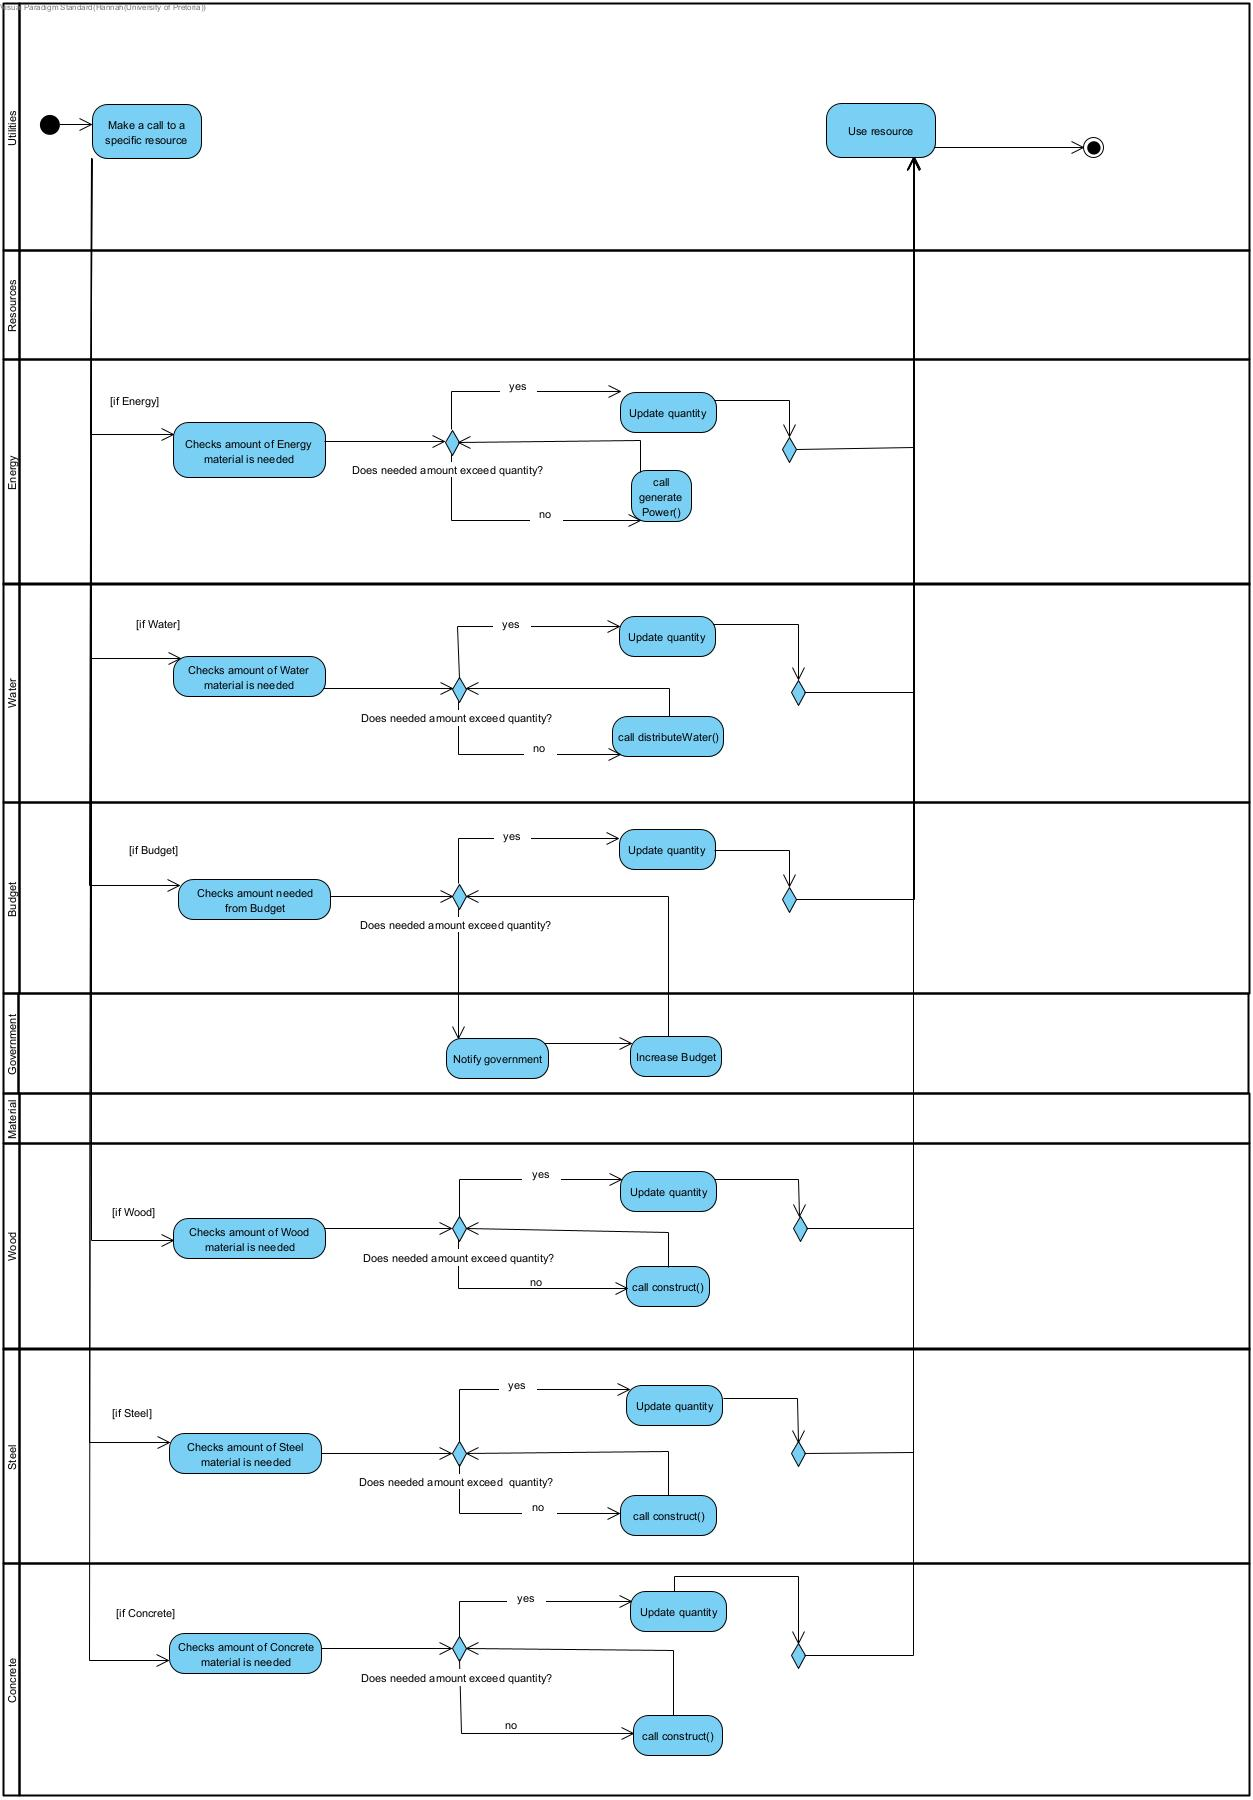 Visual Paradigm Standard(Hannah(University of Pretoria))
Utilities
Make a call to a
specific resource
Use resource
Resources
Energy
[if Energy]
Checks amount of Energy
material is needed
yes
Update quantity
Does needed amount exceed quantity?
call
generate
Power()
no
Water
[if Water]
Checks amount of Water
material is needed
yes
Update quantity
Does needed amount exceed quantity?
call distributeWater()
no
Budget
[if Budget]
Checks amount needed
from Budget
yes
Update quantity
Does needed amount exceed quantity?
Government
Notify government
Increase Budget
Material
Wood
[if Wood]
Checks amount of Wood
material is needed
yes
Update quantity
Does needed amount exceed quantity?
no
call construct()
Steel
[if Steel]
Checks amount of Steel
material is needed
yes
Update quantity
Does needed amount exceed quantity?
no
call construct()
Concrete
[if Concrete]
Checks amount of Concrete
material is needed
yes
Update quantity
Does needed amount exceed quantity?
no
call construct()